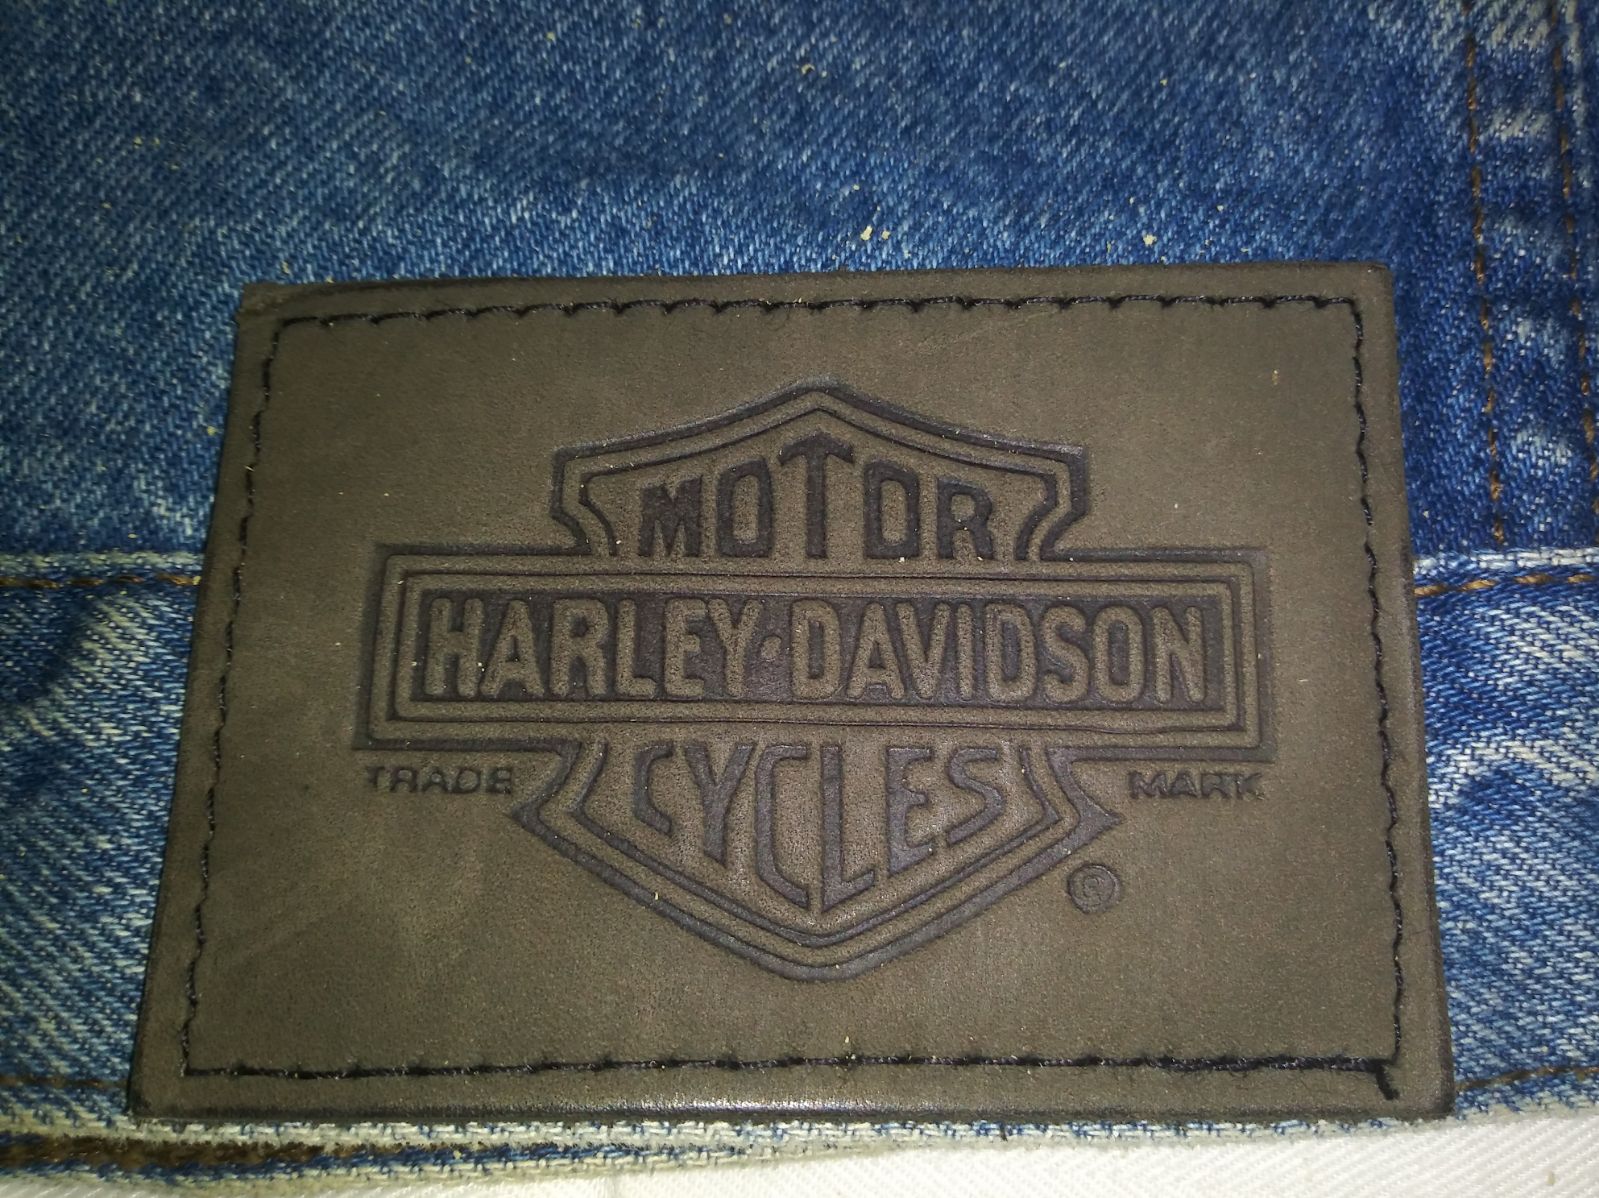 MOTOR
HARLEY-DAVIDSON
CYCLES
TRADE MARK
®